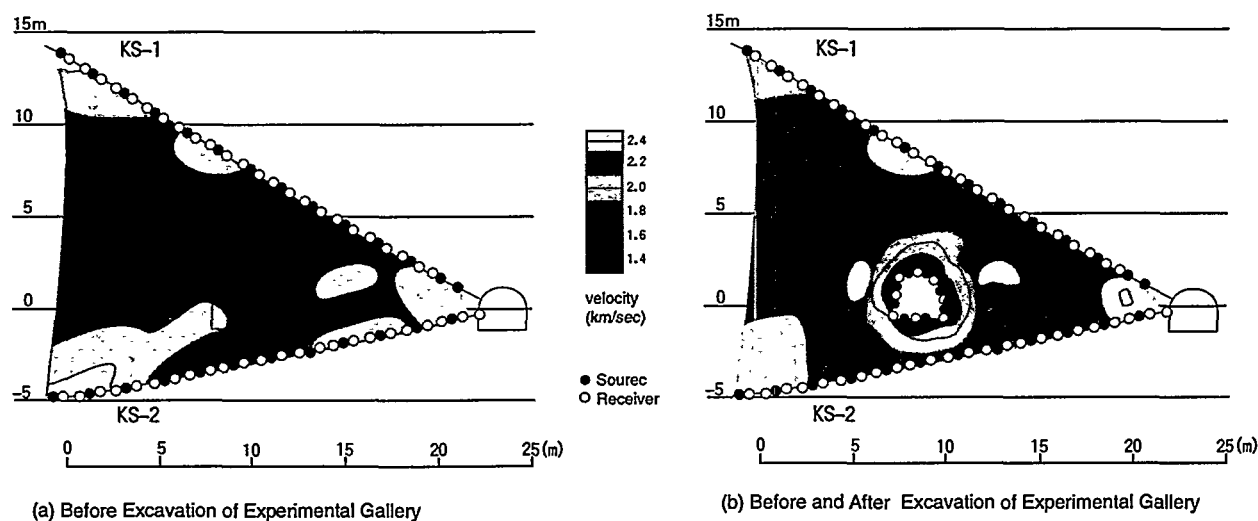 15m
KS-1
10
5
0
-5
KS-2
0 5 10 15 20 25(m)
(a) Before Excavation of Experimental Gallery
2.4
2.2
2.0
1.8
1.6
1.4
velocity
(km/sec)
● Sourec
○ Receiver
15m
KS-1
10
5
0
-5
KS-2
0 5 10 15 20 25(m)
(b) Before and After Excavation of Experimental Gallery